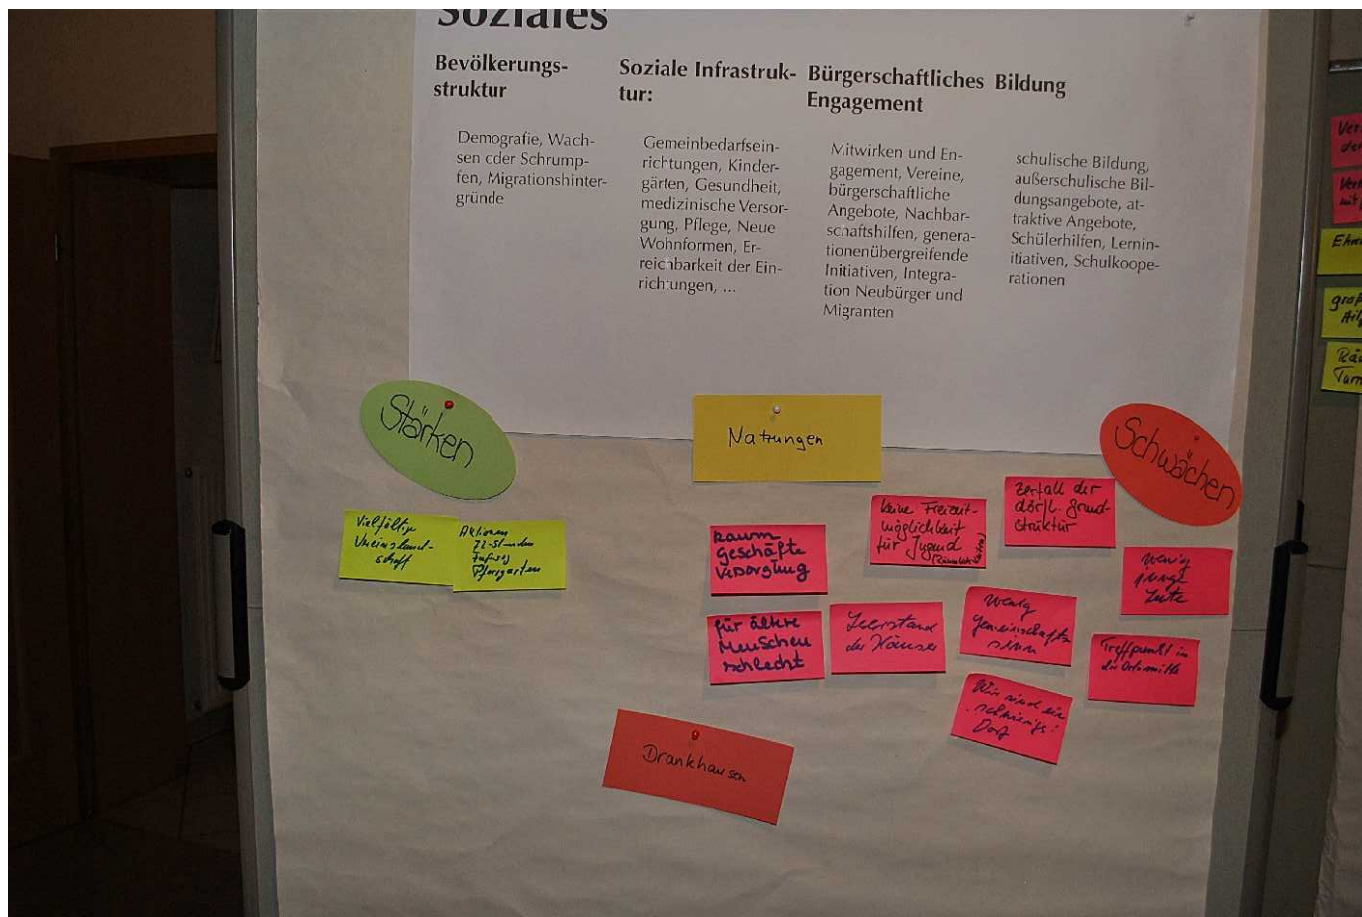 Soziales
Bevölkerungs-
struktur
Demografie, Wach-
sen oder Schrump-
fen, Migrationshinter-
gründe
Soziale Infrastruk-
tur:
Gemeinbedarfsein-
richtungen, Kinder-
gärten, Gesundheit,
medizinische Versor-
gung, Pflege, Neue
Wohnformen, Er-
reichbarkeit der Ein-
richtungen, ...
Bürgerschaftliches
Engagement
Mitwirken und En-
gagement, Vereine,
bürgerschaftliche
Angebote, Nachbar-
schaftshilfen, genera-
tionenübergreifende
Initiativen, Integra-
tion Neubürger und
Migranten
Bildung
schulische Bildung,
außerschulische Bil-
dungsangebote, at-
traktive Angebote,
Schülerhilfen, Lernin-
itiativen, Schulkoope-
rationen
Stärken
Natzungen
Schwächen
Vielfältige
Vereinsland-
schaft
Aktionen
72-Stunden
Pfarrgarten
kaum
Geschäfte
Versorgung
keine Freizeit-
möglichkeit
für Jugend
Zerfall der
dörfl. Grund-
struktur
wenig
junge
Leute
für ältere
Menschen
schlecht
Leerstand
der Häuser
wenig
Gemeinschafts-
sinn
Treffpunkt in
der Ortsmitte
Wir sind ein
Dorf
Drankhausen